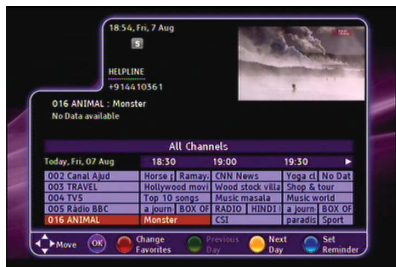 18:54, Fri, 7 Aug
S
HELPLINE
+914410361
016 ANIMAL : Monster
No Data available
All Channels
Today, Fri, 07 Aug 18:30 19:00 19:30
002 Canal Ajud Horse Ramay CNN News Yoga cl No Dat
003 TRAVEL Hollywood movi Wood stock villa Shop & tour
004 TV5 Top 10 songs Music masala Music world
005 Rádio BBC a journ BOX OF RADIO HINDI a journ BOX OF
016 ANIMAL Monster CSI paradis Sport
Move OK Change Favorites Previous Day Next Day Set Reminder